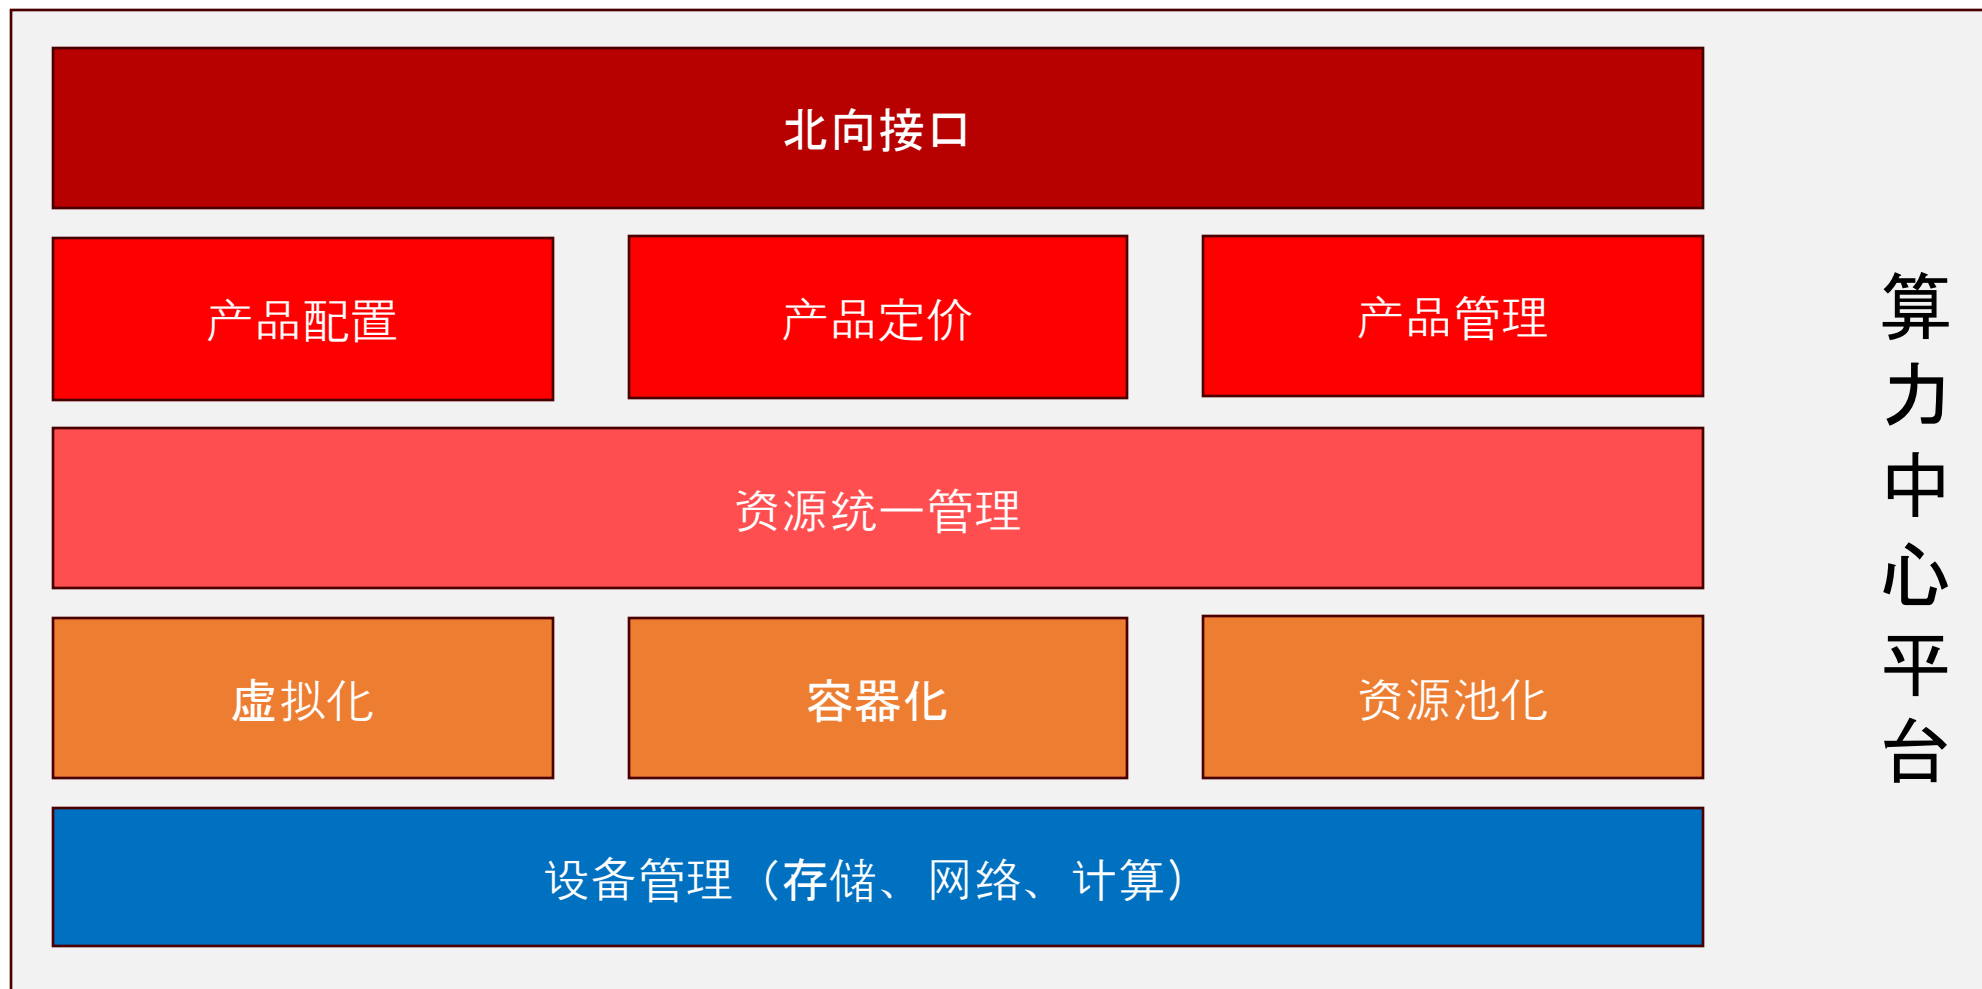 北向接口
产品配置
产品定价
产品管理
资源统一管理
虚拟化
容器化
资源池化
设备管理（存储、网络、计算）
算力中心平台